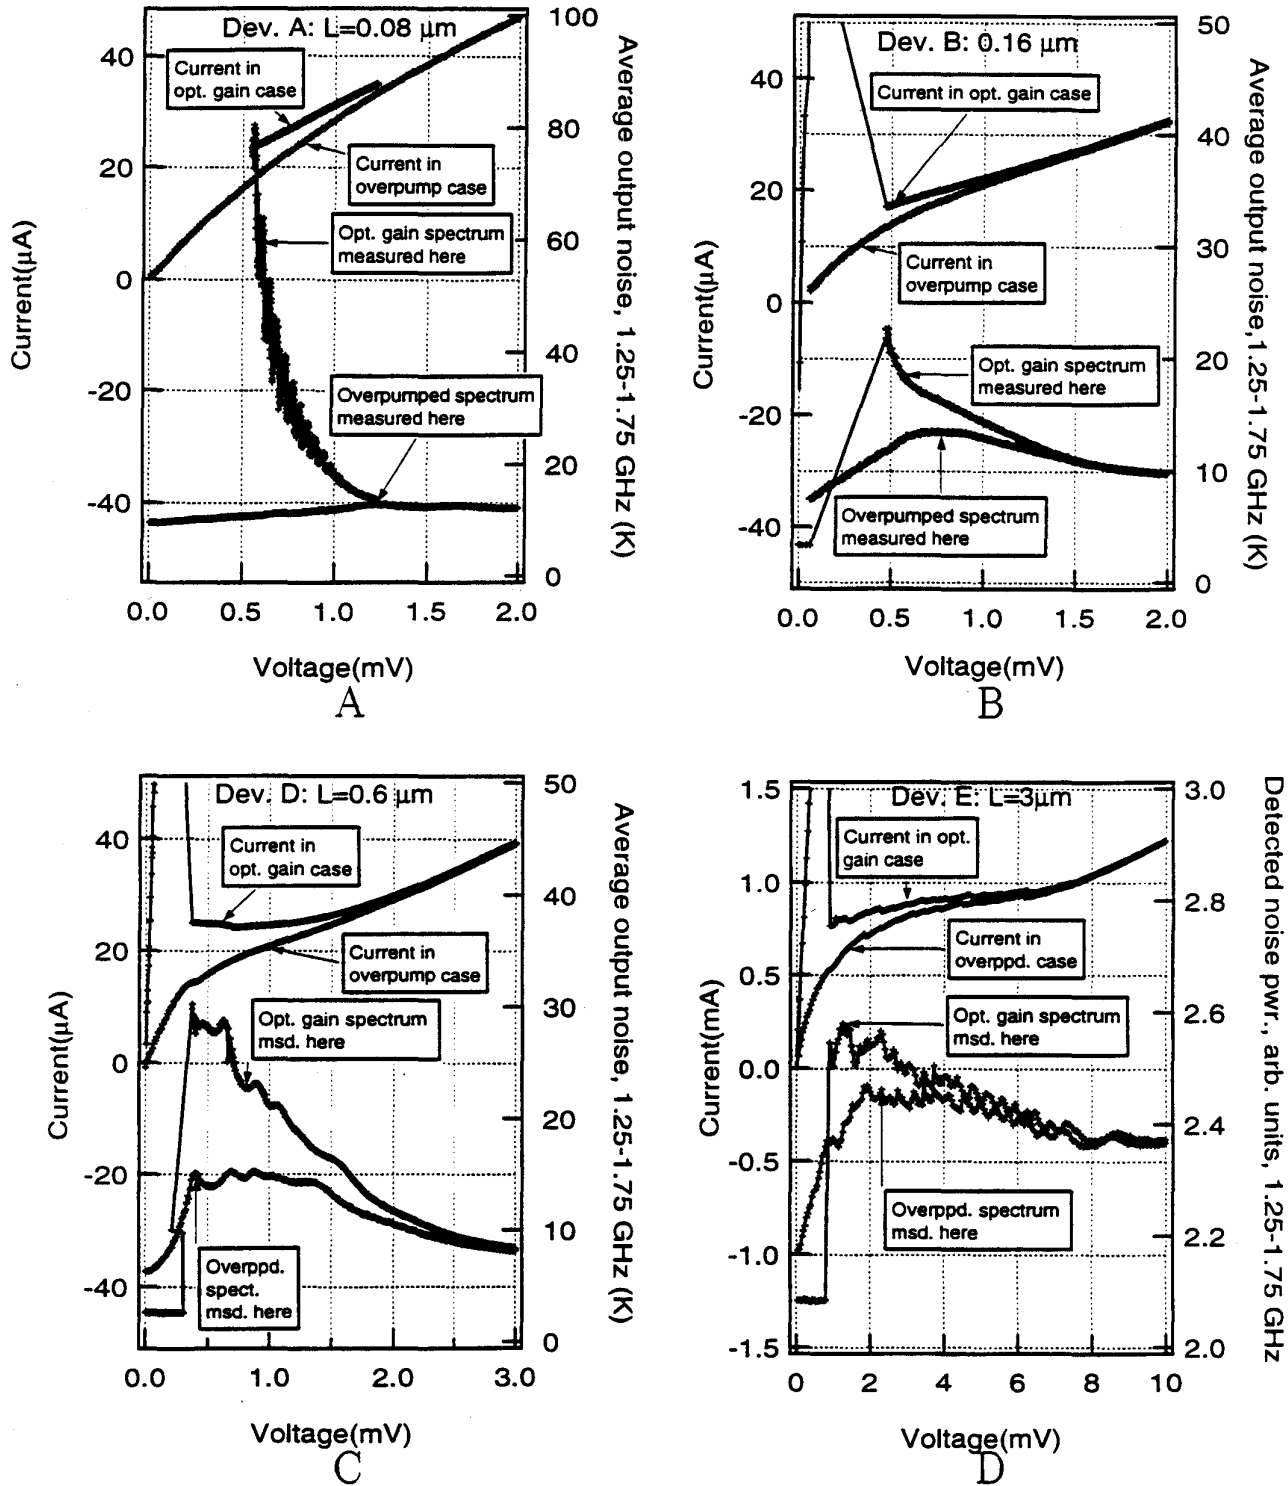 Dev. A: L=0.08 μm
Current in
opt. gain case
Current in
overpump case
Opt. gain spectrum
measured here
Overpumped spectrum
measured here
40
20
0
-20
-40
100
80
60
40
20
0
0.0 0.5 1.0 1.5 2.0
Current(μA)
Average output noise, 1.25-1.75 GHz (K)
Voltage(mV)
A
Dev. B: 0.16 μm
Current in opt. gain case
Current in
overpump case
Opt. gain spectrum
measured here
Overpumped spectrum
measured here
40
20
0
-20
-40
50
40
30
20
10
0
0.0 0.5 1.0 1.5 2.0
Current(μA)
Average output noise,1.25-1.75 GHz (K)
Voltage(mV)
B
Dev. D: L=0.6 μm
Current in
opt. gain case
Current in
overpump case
Opt. gain spectrum
msd. here
Overppd.
spect.
msd. here
40
20
0
-20
-40
50
40
30
20
10
0
0.0 1.0 2.0 3.0
Current(μA)
Average output noise, 1.25-1.75 GHz (K)
Voltage(mV)
C
Dev. E: L=3μm
Current in opt.
gain case
Current in
overppd. case
Opt. gain spectrum
msd. here
Overppd. spectrum
msd. here
1.5
1.0
0.5
0.0
-0.5
-1.0
-1.5
3.0
2.8
2.6
2.4
2.2
2.0
0 2 4 6 8 10
Current(mA)
Detected noise pwr., arb. units, 1.25-1.75 GHz
Voltage(mV)
D